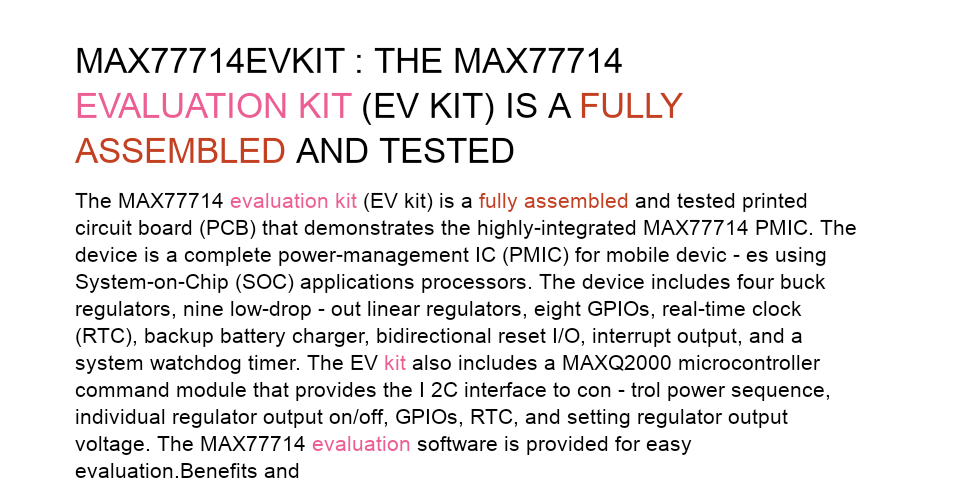 MAX77714EVKIT : THE MAX77714
EVALUATION KIT (EV KIT) IS A FULLY
ASSEMBLED AND TESTED
The MAX77714 evaluation kit (EV kit) is a fully assembled and tested printed
circuit board (PCB) that demonstrates the highly-integrated MAX77714 PMIC. The
device is a complete power-management IC (PMIC) for mobile devic - es using
System-on-Chip (SOC) applications processors. The device includes four buck
regulators, nine low-drop - out linear regulators, eight GPIOs, real-time clock
(RTC), backup battery charger, bidirectional reset I/O, interrupt output, and a
system watchdog timer. The EV kit also includes a MAXQ2000 microcontroller
command module that provides the I 2C interface to con - trol power sequence,
individual regulator output on/off, GPIOs, RTC, and setting regulator output
voltage. The MAX77714 evaluation software is provided for easy
evaluation.Benefits and